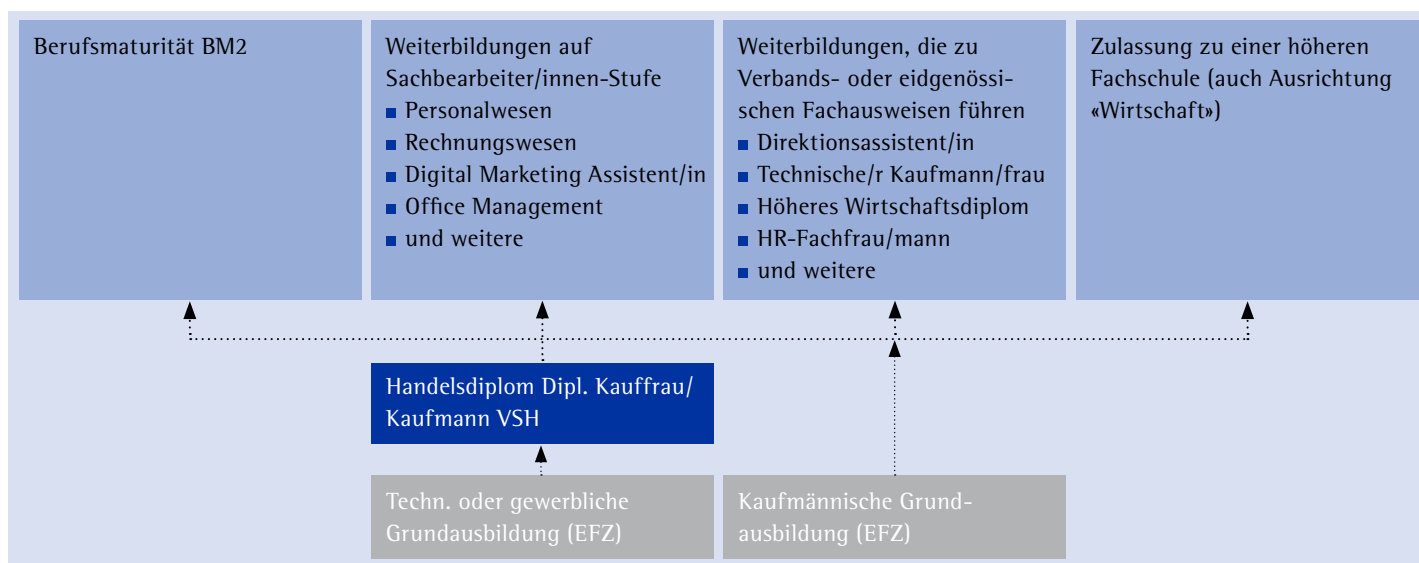 Berufsmaturität BM2
Weiterbildungen auf
Sachbearbeiter/innen-Stufe
Personalwesen
Rechnungswesen
Digital Marketing Assistent/in
Office Management
und weitere
Weiterbildungen, die zu
Verbands- oder eidgenössi-
schen Fachausweisen führen
Direktionsassistent/in
Technische/r Kaufmann/frau
Höheres Wirtschaftsdiplom
HR-Fachfrau/mann
und weitere
Zulassung zu einer höheren
Fachschule (auch Ausrichtung
«Wirtschaft»)
Handelsdiplom Dipl. Kauffrau/
Kaufmann VSH
Techn. oder gewerbliche
Grundausbildung (EFZ)
Kaufmännische Grund-
ausbildung (EFZ)